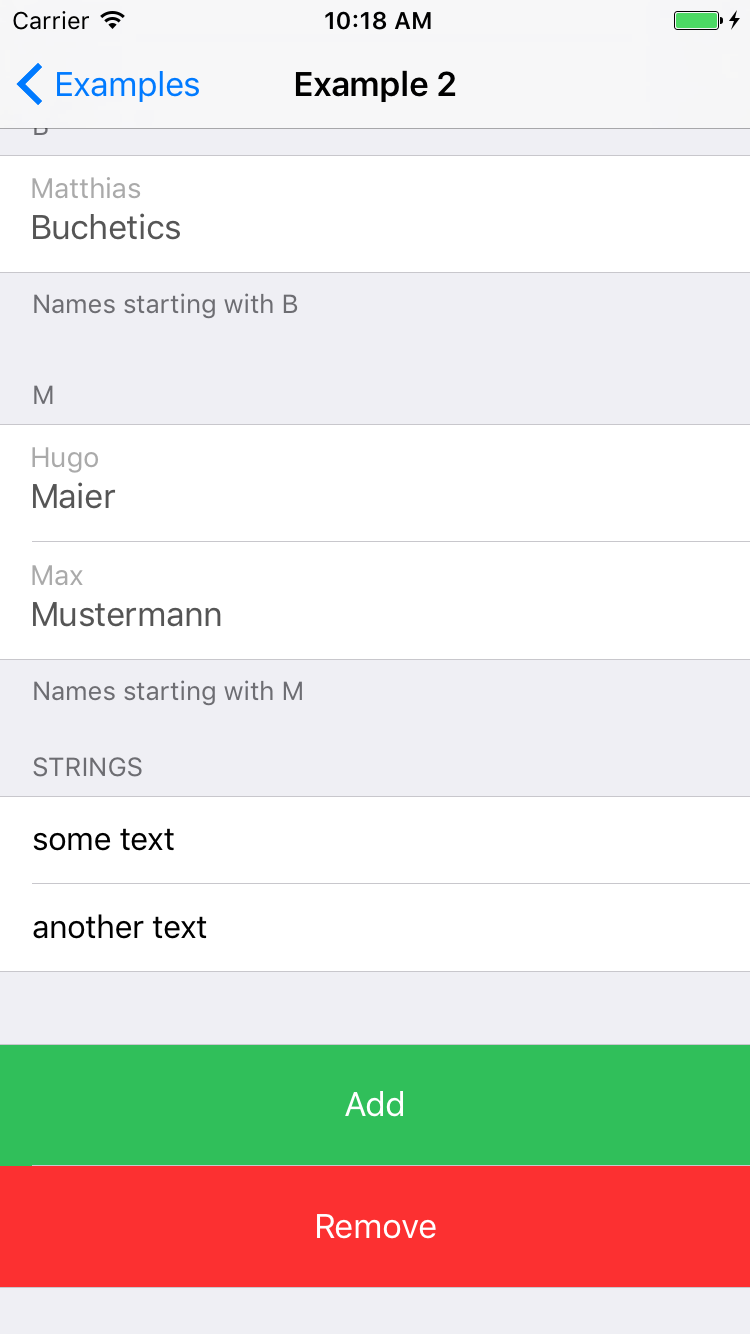 Carrier 10:18 AM
Examples Example 2
B
Matthias
Buchetics
Names starting with B
M
Hugo
Maier
Max
Mustermann
Names starting with M
STRINGS
some text
another text
Add
Remove